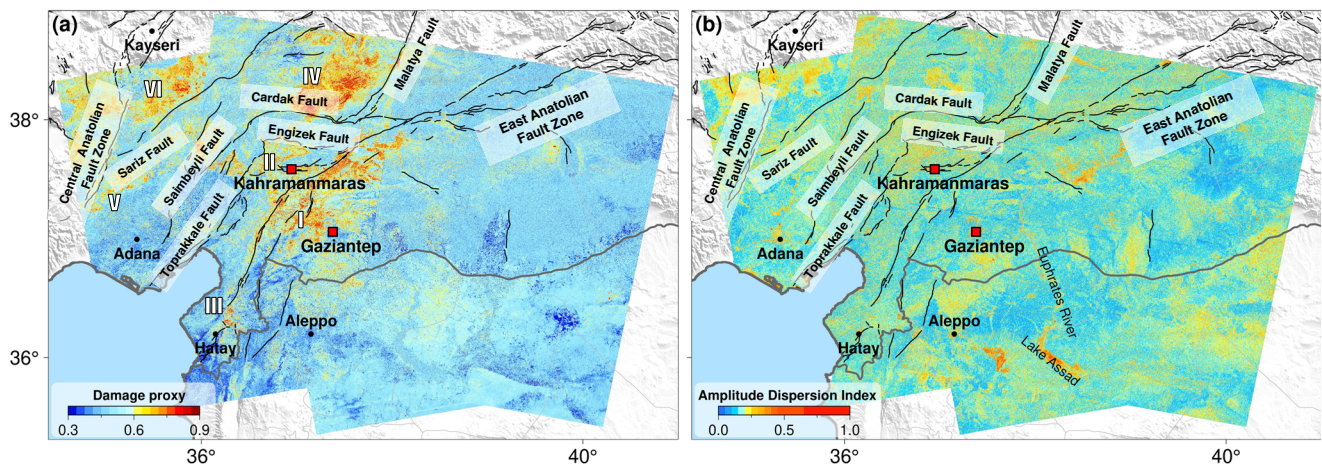 (a)
Kayseri
VI
IV
Malatya Fault
38°
Cardak Fault
Central Anatolian
Fault Zone
Sariz Fault
Saimbeyli Fault
Engizek Fault
East Anatolian
Fault Zone
II
Kahramanmaras
V
Toprakkale Fault
I
Adana
Gaziantep
III
Aleppo
36°
Hatay
Damage proxy
0.3 0.6 0.9
36° 40°
(b)
Kayseri
Malatya Fault
Cardak Fault
Central Anatolian
Fault Zone
Sariz Fault
Saimbeyli Fault
Engizek Fault
East Anatolian
Fault Zone
Kahramanmaras
Toprakkale Fault
Adana
Gaziantep
Euphrates River
Aleppo
Hatay
Lake Assad
Amplitude Dispersion Index
0.0 0.5 1.0
36° 40°